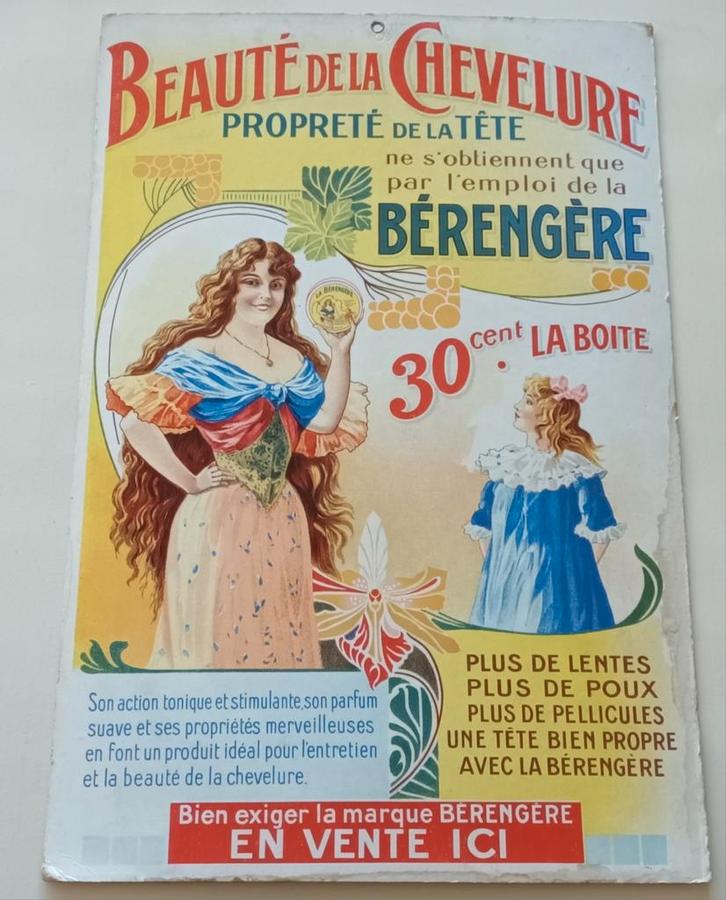 BEAUTÉ DE LA CHEVELURE
PROPRETÉ DE LA TÊTE
ne s'obtiennent que
par l'emploi de la
BÉRENGÈRE
LA BÉRENGÈRE
30 cent. LA BOITE
Son action tonique et stimulante, son parfum
suave et ses propriétés merveilleuses
en font un produit idéal pour l'entretien
et la beauté de la chevelure.
PLUS DE LENTES
PLUS DE POUX
PLUS DE PELLICULES
UNE TÊTE BIEN PROPRE
AVEC LA BÉRENGÈRE
Bien exiger la marque BÉRENGÈRE
EN VENTE ICI